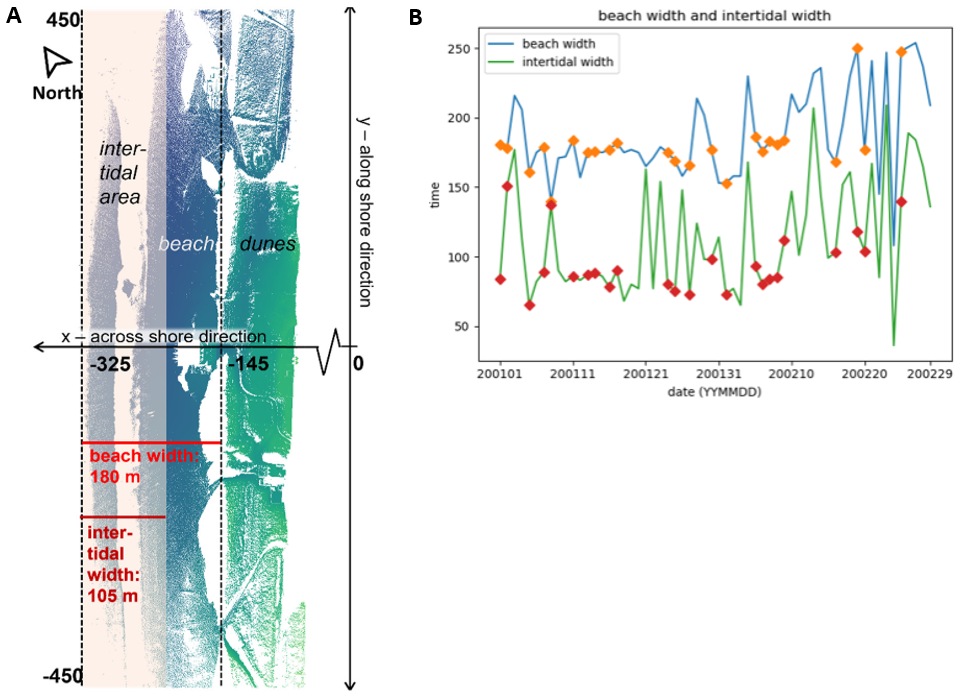 A
450
North
inter-
tidal
area
beach
dunes
y – along shore direction
x – across shore direction
-325
-145
0
beach width:
180 m
inter-
tidal
width:
105 m
-450
B
beach width and intertidal width
beach width
intertidal width
250
200
150
100
50
time
200101
200111
200121
200131
200210
200220
200229
date (YYMMDD)